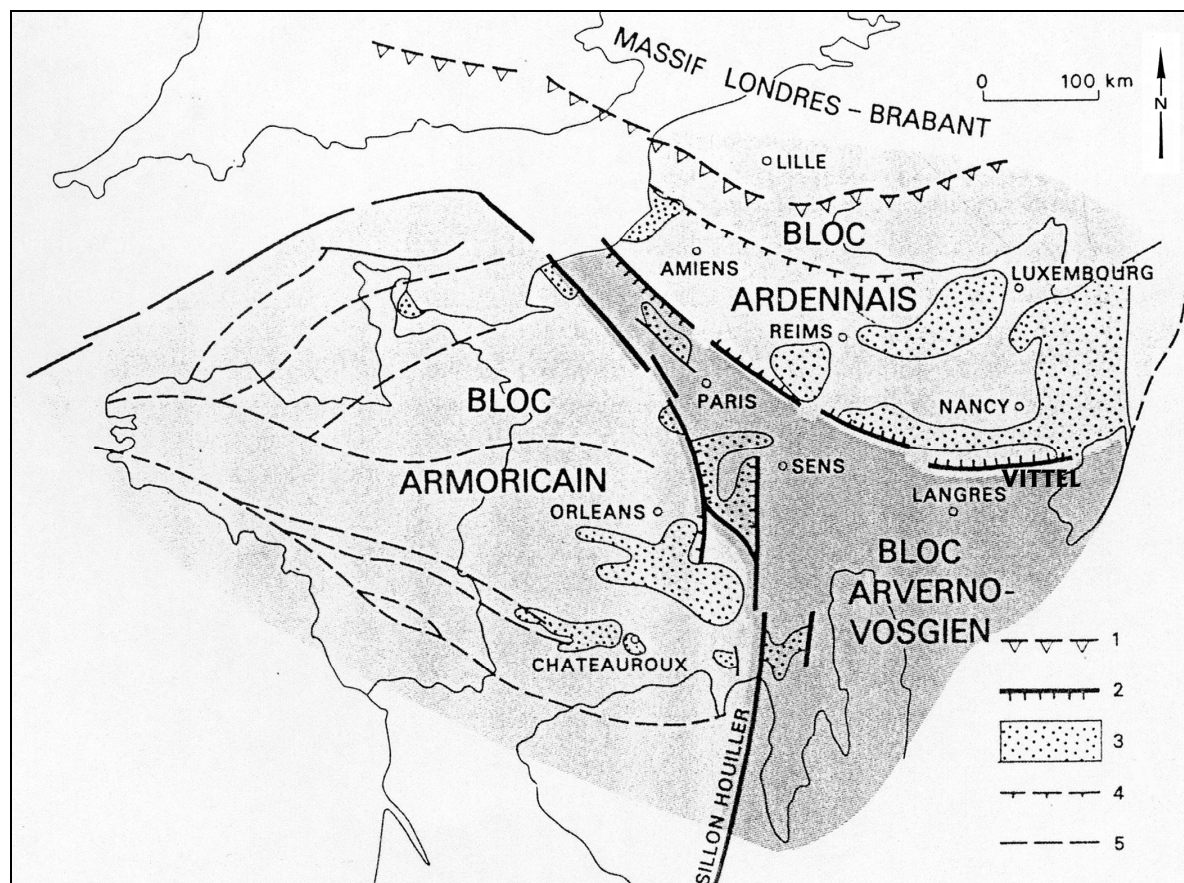 MASSIF LONDRES - BRABANT
0 100 km
N
LILLE
BLOC
ARDENNAIS
AMIENS
LUXEMBOURG
REIMS
PARIS
NANCY
BLOC
ARMORICAIN
SENS
VITTEL
LANGRES
ORLEANS
BLOC
ARVERNO-
VOSGIEN
CHATEAUROUX
SILLON HOUILLER
1
2
3
4
5